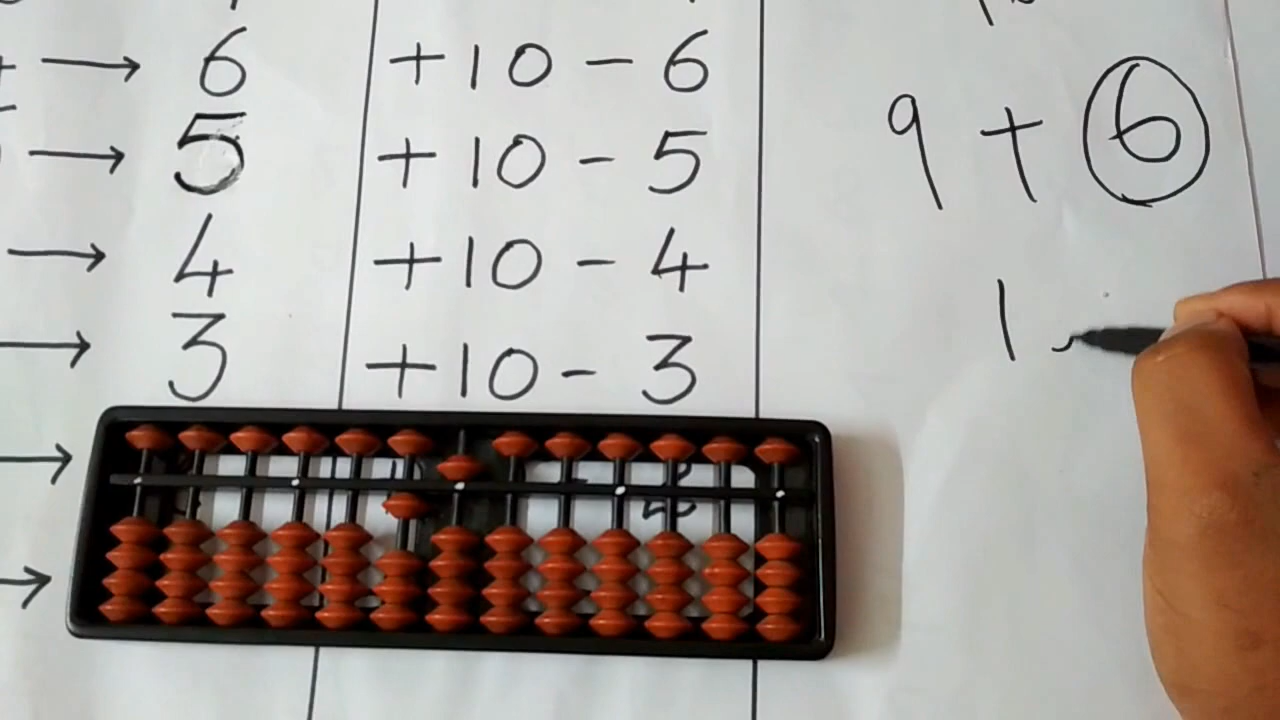 → 6 +10 - 6
→ 5 +10 - 5
→ 4 +10 - 4
→ 3 +10 - 3
→
→
9 + 6
1